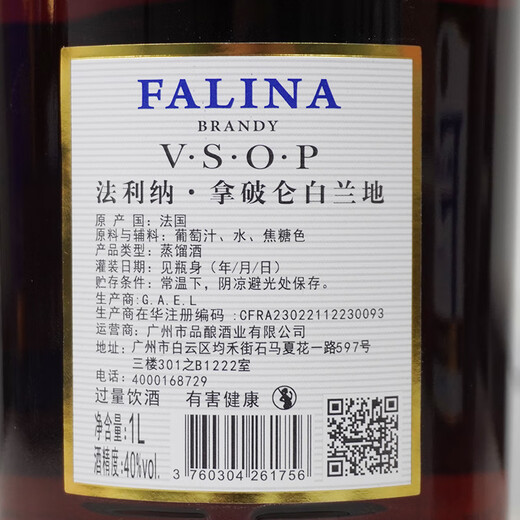 FALINA
BRANDY
V·S·O·P
法利纳·拿破仑白兰地
原 产 国：法国
原料与辅料：葡萄汁、水、焦糖色
产品类型：蒸馏酒
灌装日期：见瓶身（年/月/日）
贮存条件：常温下，阴凉避光处保存。
生产商：G.A.E.L
生产商在华注册编码：CFRA23022112230093
运营商：广州市品酿酒业有限公司
地址：广州市白云区均禾街石马夏花一路597号
三楼301之B1222室
电话：4000168729
过量饮酒 有害健康
净含量：1L
酒精度：40%vol.
3 760304 261756